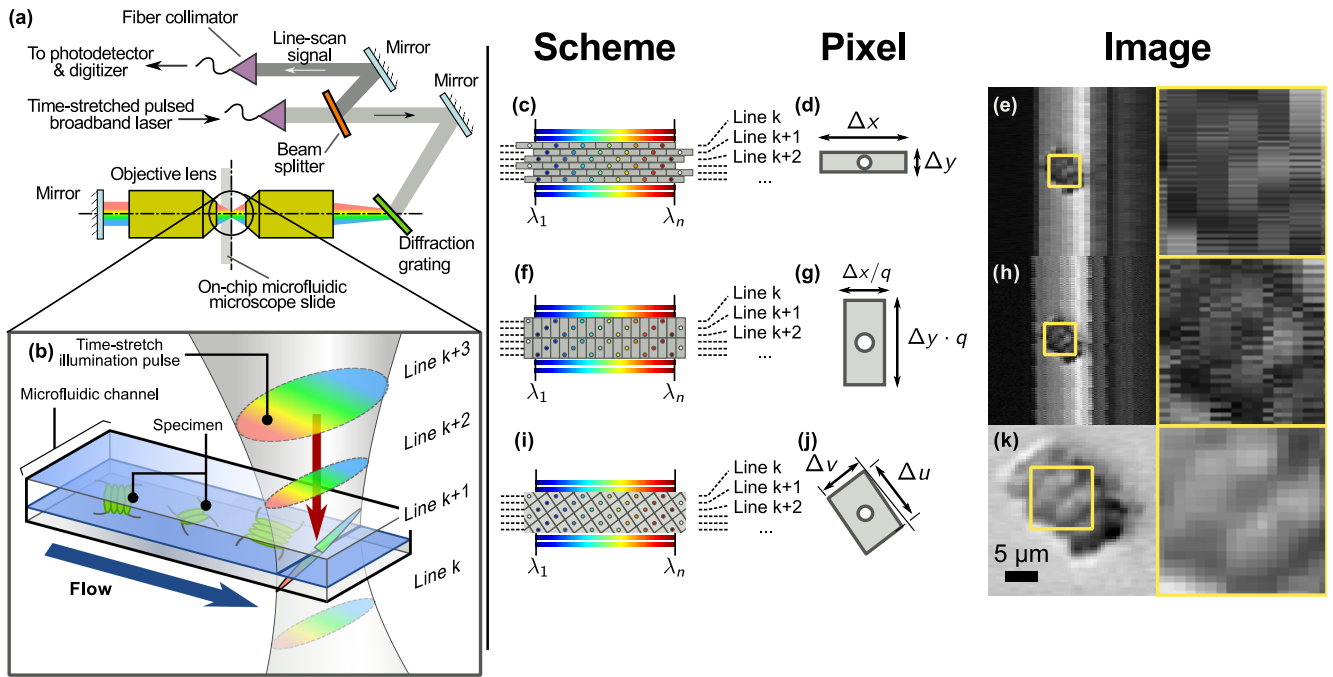 (a)
Fiber collimator
Line-scan
signal
Mirror
To photodetector
& digitizer
Mirror
Time-stretched pulsed
broadband laser
Beam
splitter
Objective lens
Mirror
Diffraction
grating
On-chip microfluidic
microscope slide
(b)
Time-stretch
illumination pulse
Line k+3
Microfluidic channel
Specimen
Line k+2
Line k+1
Line k
Flow
Scheme
Pixel
Image
(c)
Line k
Line k+1
Line k+2
...
λ1
λn
(d)
Δx
Δy
(e)
(f)
Line k
Line k+1
Line k+2
...
λ1
λn
(g)
Δx/q
Δy · q
(h)
(i)
Line k
Line k+1
Line k+2
...
λ1
λn
(j)
Δv
Δu
(k)
5 µm